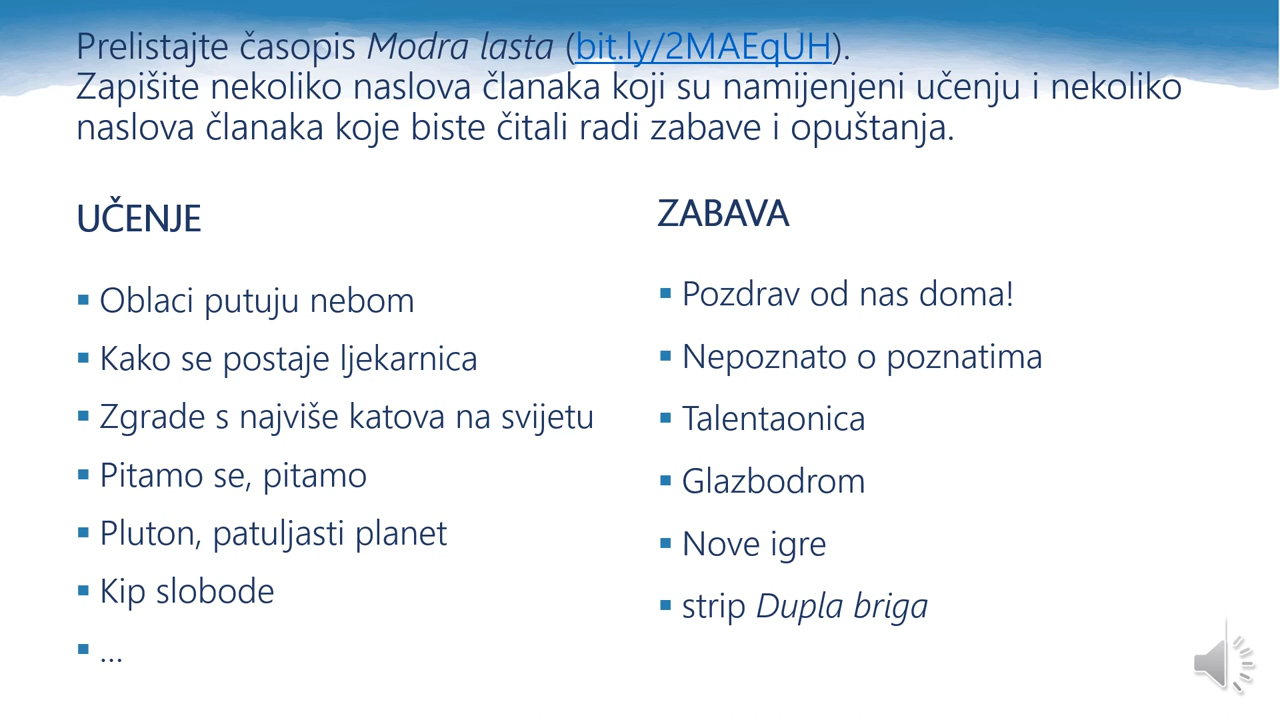 Prelistajte časopis Modra lasta (bit.ly/2MAEqUH).
Zapišite nekoliko naslova članaka koji su namijenjeni učenju i nekoliko
naslova članaka koje biste čitali radi zabave i opuštanja.
UČENJE
▪ Oblaci putuju nebom
▪ Kako se postaje ljekarnica
▪ Zgrade s najviše katova na svijetu
▪ Pitamo se, pitamo
▪ Pluton, patuljasti planet
▪ Kip slobode
▪ ...
ZABAVA
▪ Pozdrav od nas doma!
▪ Nepoznato o poznatima
▪ Talentaonica
▪ Glazbodrom
▪ Nove igre
▪ strip Dupla briga